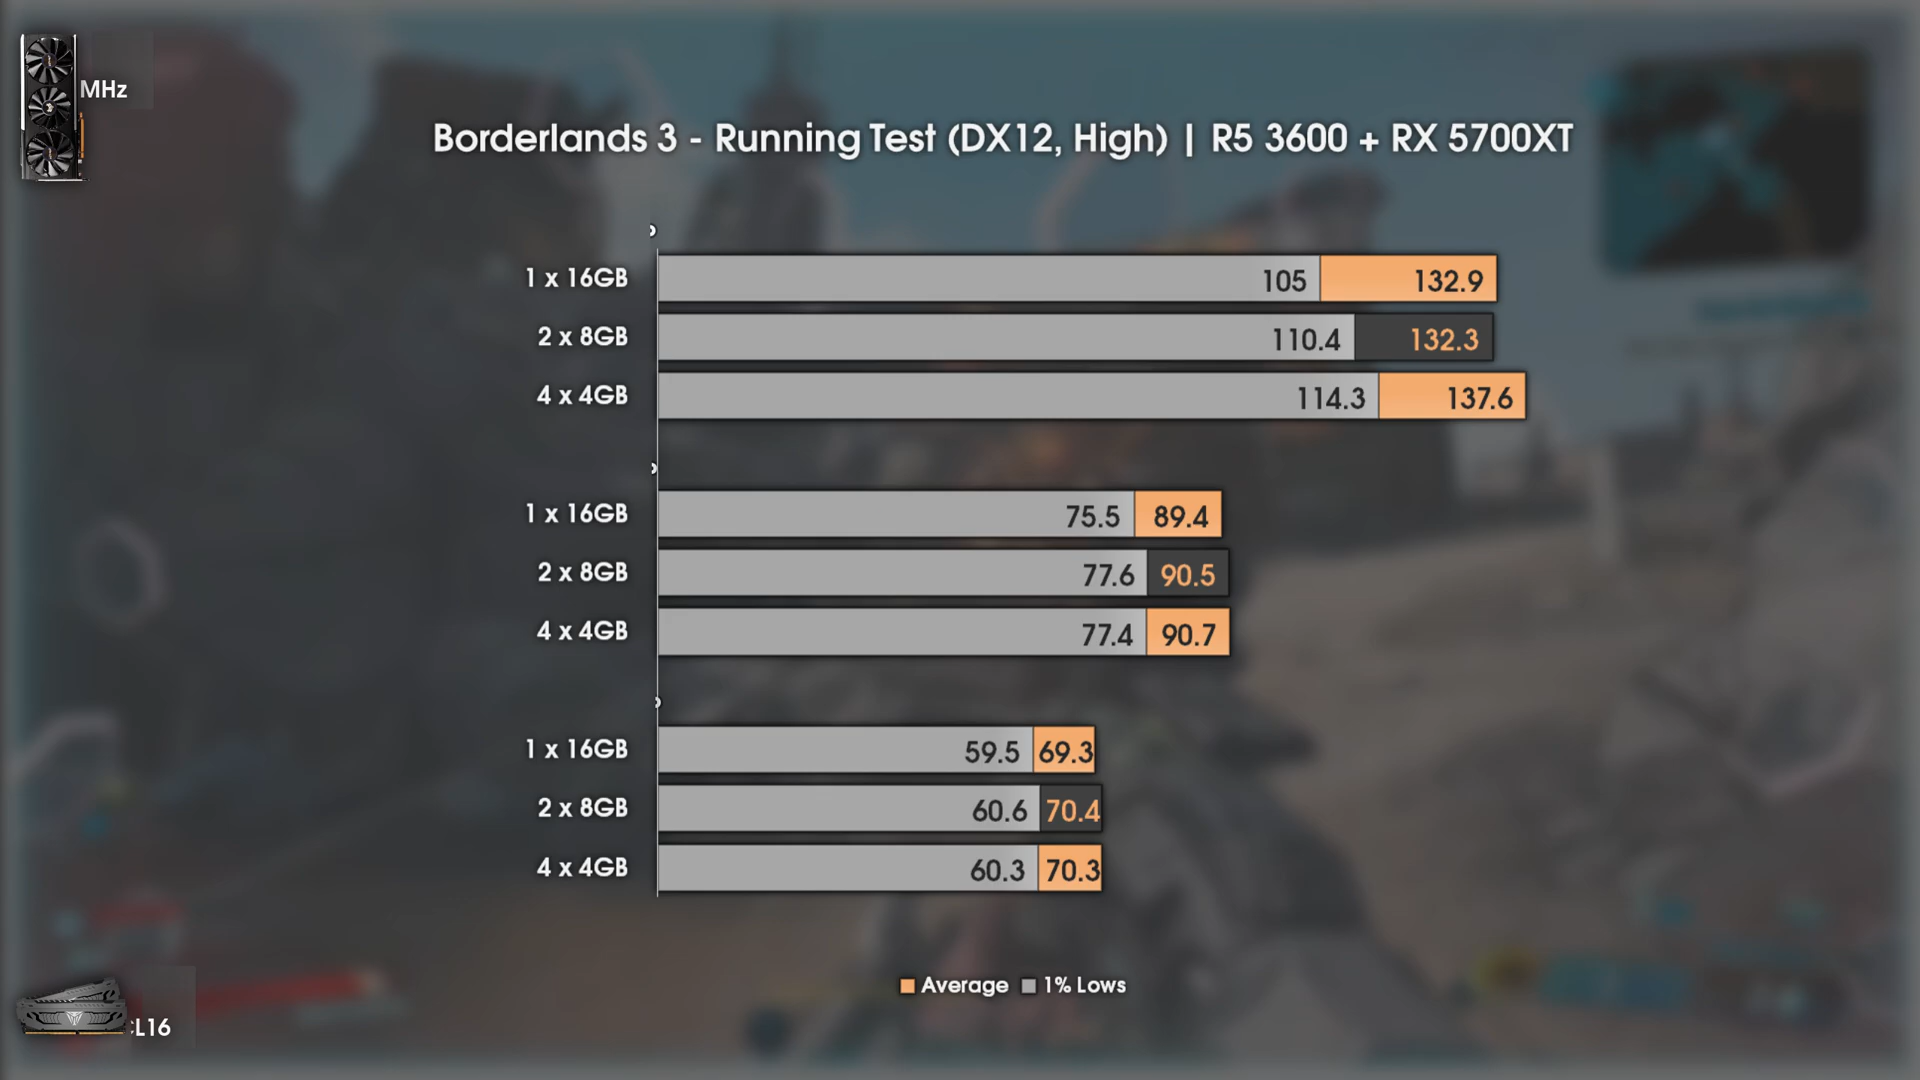 MHz
Borderlands 3 - Running Test (DX12, High) | R5 3600 + RX 5700XT
1 x 16GB 105 132.9
2 x 8GB 110.4 132.3
4 x 4GB 114.3 137.6
1 x 16GB 75.5 89.4
2 x 8GB 77.6 90.5
4 x 4GB 77.4 90.7
1 x 16GB 59.5 69.3
2 x 8GB 60.6 70.4
4 x 4GB 60.3 70.3
Average 1% Lows
L16